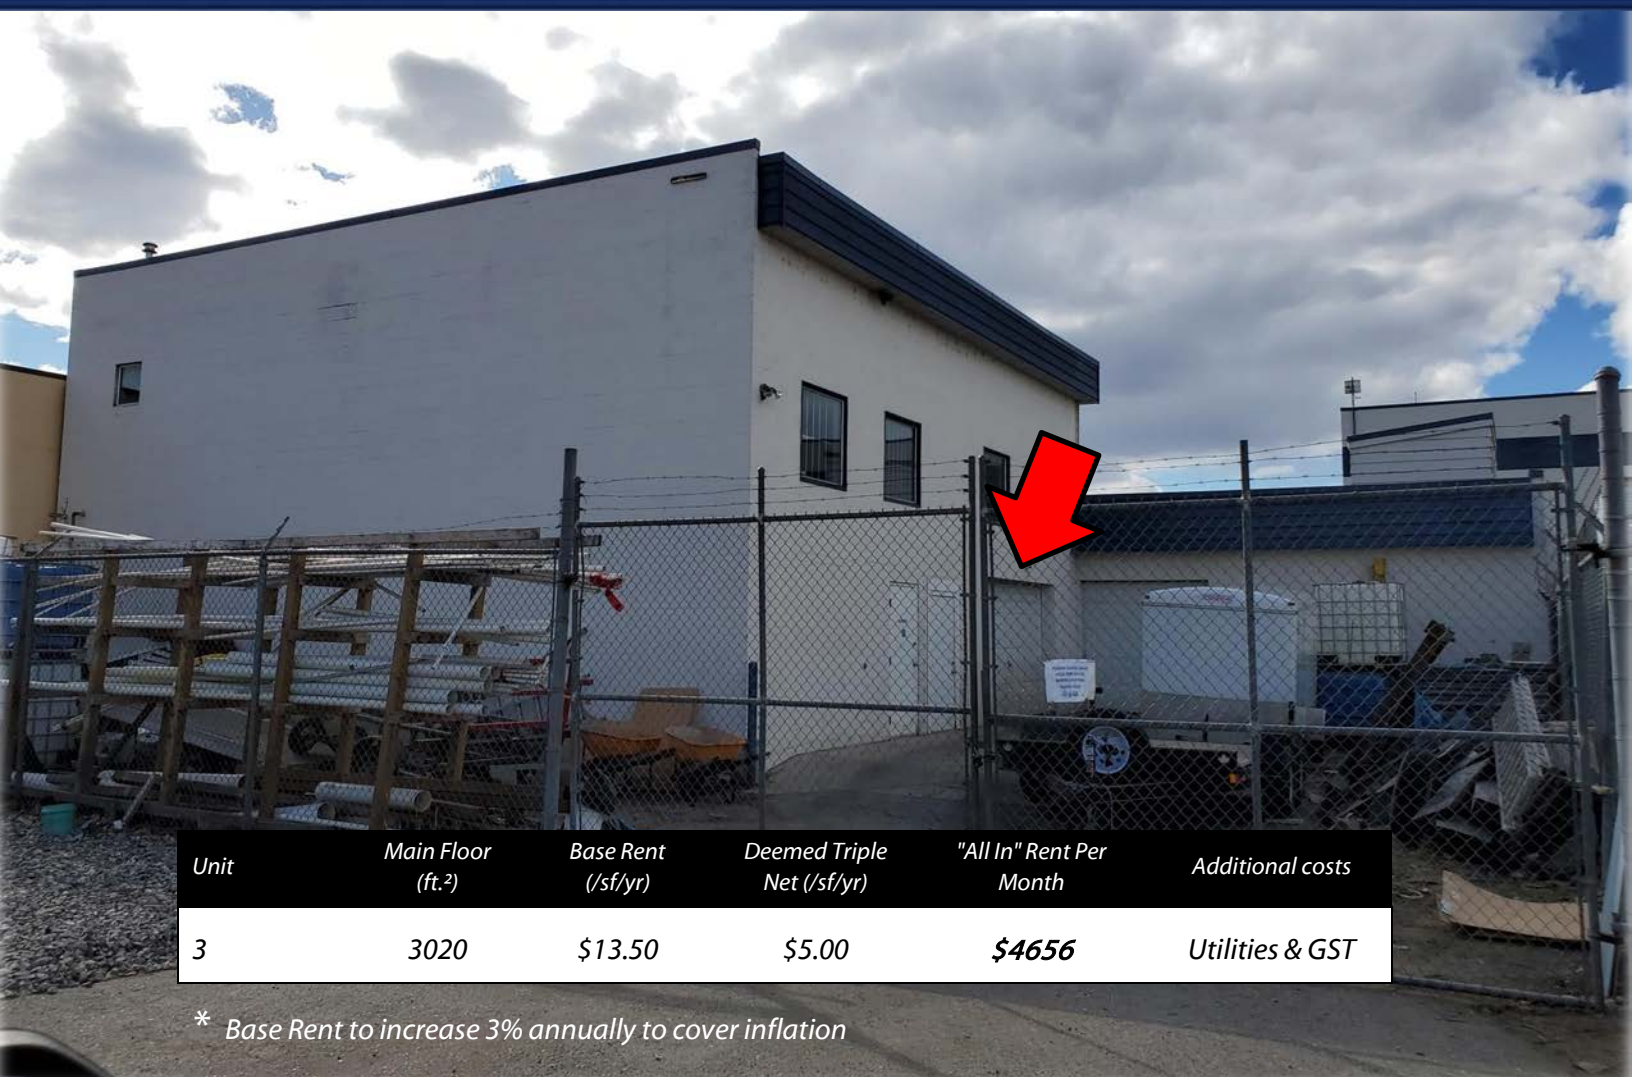 Unit
Main Floor
(ft.²)
Base Rent
(/sf/yr)
Deemed Triple
Net (/sf/yr)
"All In" Rent Per
Month
Additional costs
3
3020
$13.50
$5.00
$4656
Utilities & GST
* Base Rent to increase 3% annually to cover inflation